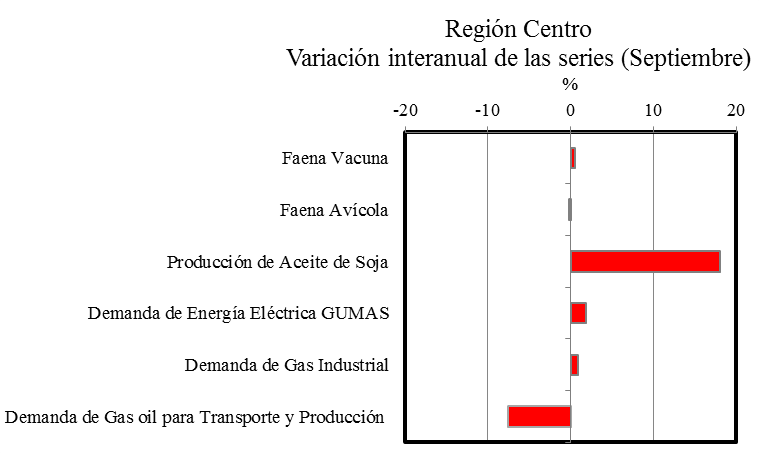 Región Centro
Variación interanual de las series (Septiembre)
%
-20 -10 0 10 20
Faena Vacuna
Faena Avícola
Producción de Aceite de Soja
Demanda de Energía Eléctrica GUMAS
Demanda de Gas Industrial
Demanda de Gas oil para Transporte y Producción